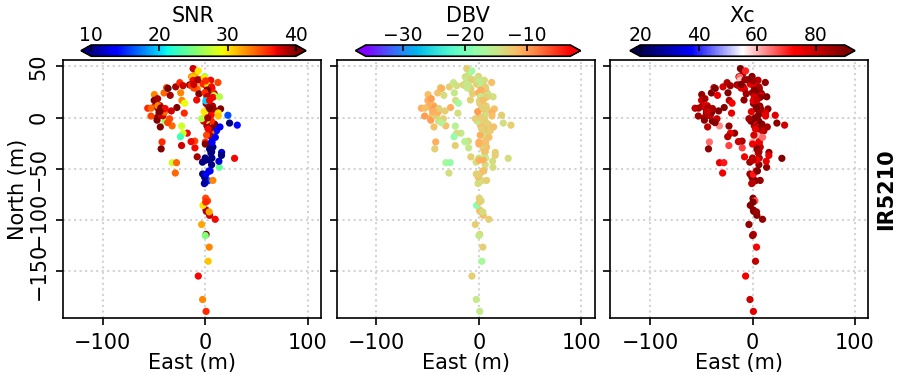 SNR DBV Xc
10 20 30 40 −30 −20 −10 20 40 60 80
North (m)
50
0
−50
−100
−150
−100 0 100 −100 0 100 −100 0 100
East (m) East (m) East (m)
IR5210